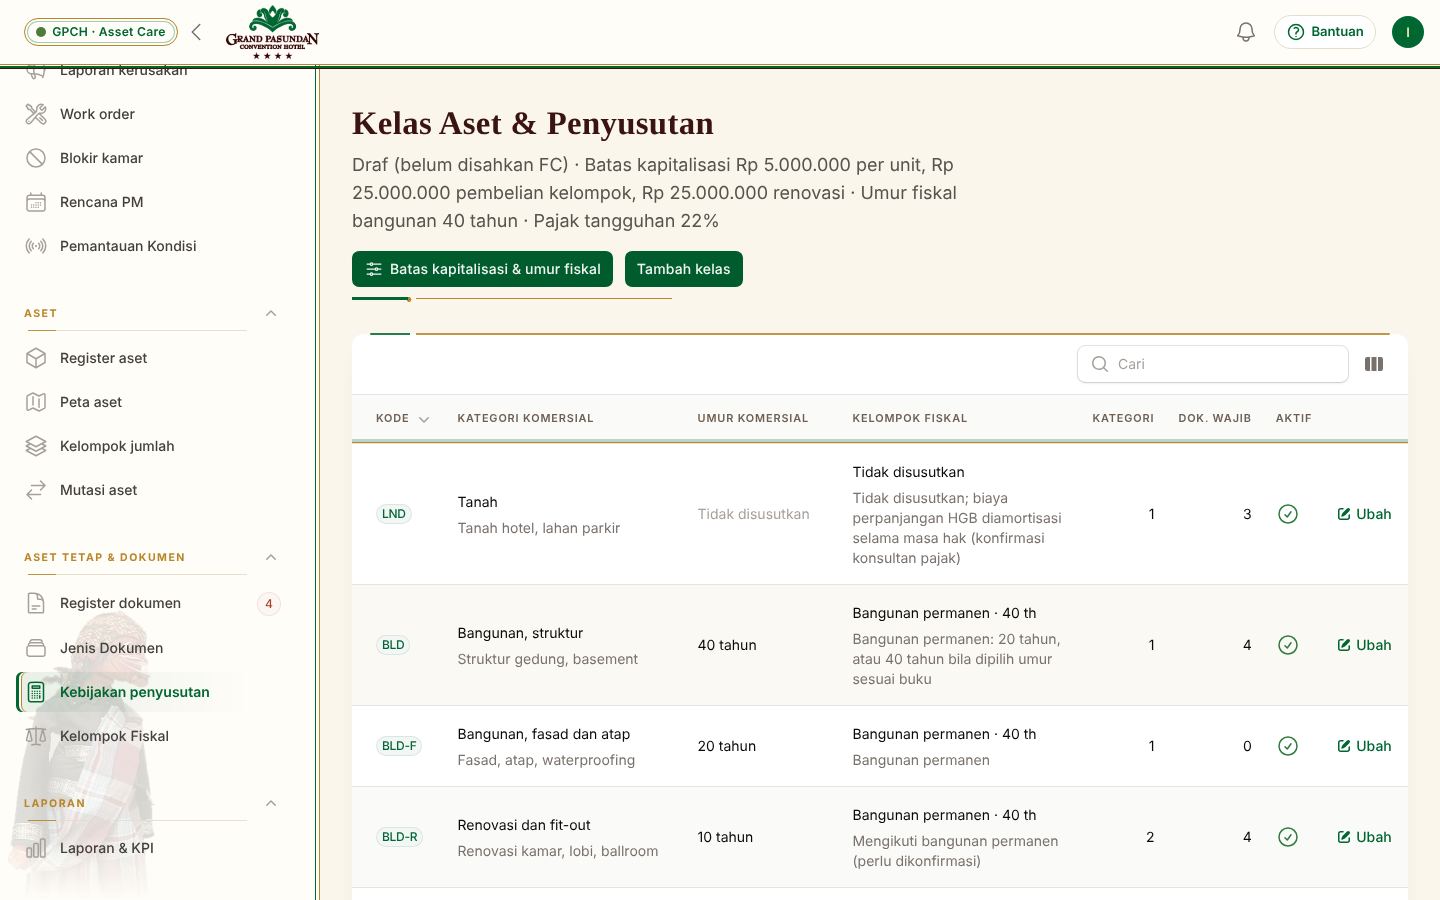 GPCH · Asset Care
GRAND PASUNDAN
CONVENTION HOTEL
Bantuan
I
Laporan kerusakan
Work order
Blokir kamar
Rencana PM
Pemantauan Kondisi
ASET
Register aset
Peta aset
Kelompok jumlah
Mutasi aset
ASET TETAP & DOKUMEN
Register dokumen 4
Jenis Dokumen
Kebijakan penyusutan
Kelompok Fiskal
LAPORAN
Laporan & KPI
Kelas Aset & Penyusutan
Draf (belum disahkan FC) · Batas kapitalisasi Rp 5.000.000 per unit, Rp
25.000.000 pembelian kelompok, Rp 25.000.000 renovasi · Umur fiskal
bangunan 40 tahun · Pajak tangguhan 22%
Batas kapitalisasi & umur fiskal Tambah kelas
Cari
KODE KATEGORI KOMERSIAL UMUR KOMERSIAL KELOMPOK FISKAL KATEGORI DOK. WAJIB AKTIF
LND
Tanah
Tanah hotel, lahan parkir
Tidak disusutkan
Tidak disusutkan
Tidak disusutkan; biaya
perpanjangan HGB diamortisasi
selama masa hak (konfirmasi
konsultan pajak)
1 3 Ubah
BLD
Bangunan, struktur
Struktur gedung, basement
40 tahun
Bangunan permanen · 40 th
Bangunan permanen: 20 tahun,
atau 40 tahun bila dipilih umur
sesuai buku
1 4 Ubah
BLD-F
Bangunan, fasad dan atap
Fasad, atap, waterproofing
20 tahun
Bangunan permanen · 40 th
Bangunan permanen
1 0 Ubah
BLD-R
Renovasi dan fit-out
Renovasi kamar, lobi, ballroom
10 tahun
Bangunan permanen · 40 th
Mengikuti bangunan permanen
(perlu dikonfirmasi)
2 4 Ubah